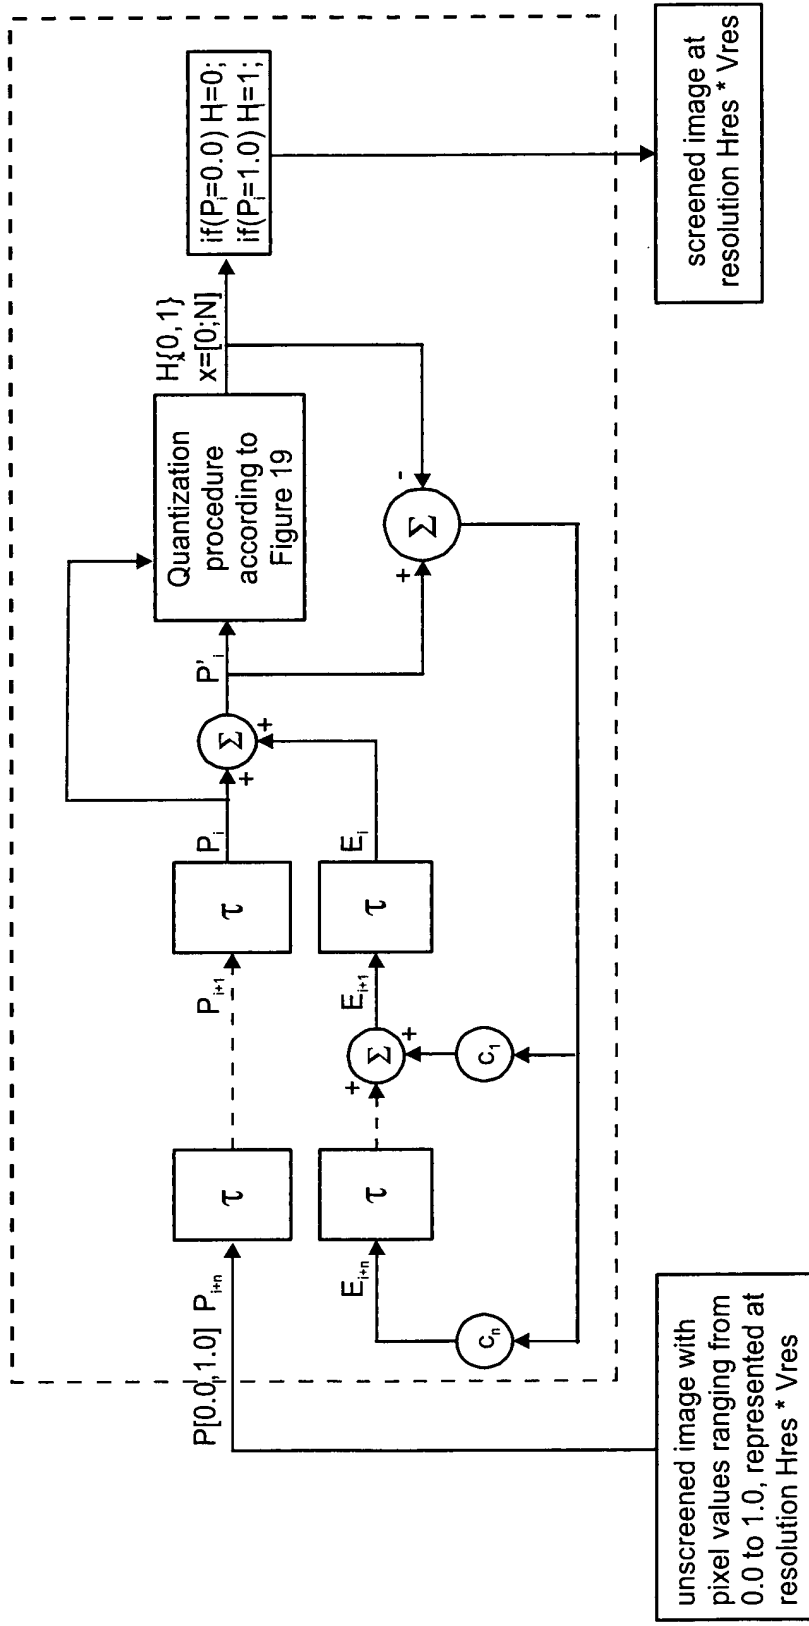 unscreened image with
pixel values ranging from
0.0 to 1.0, represented at
resolution Hres * Vres
P[0.0,1.0] P_{i+n}
τ
P_{i+1}
τ
P_i
+
Σ
+
P'_i
Quantization
procedure
according to
Figure 19
H_x{0,1}
x=[0;N]
if(P_i=0.0) H=0;
if(P_i=1.0) H=1;
c_n
E_{i+n}
τ
+
Σ
+
c_1
E_{i+1}
τ
E_i
+
Σ
-
screened image at
resolution Hres * Vres